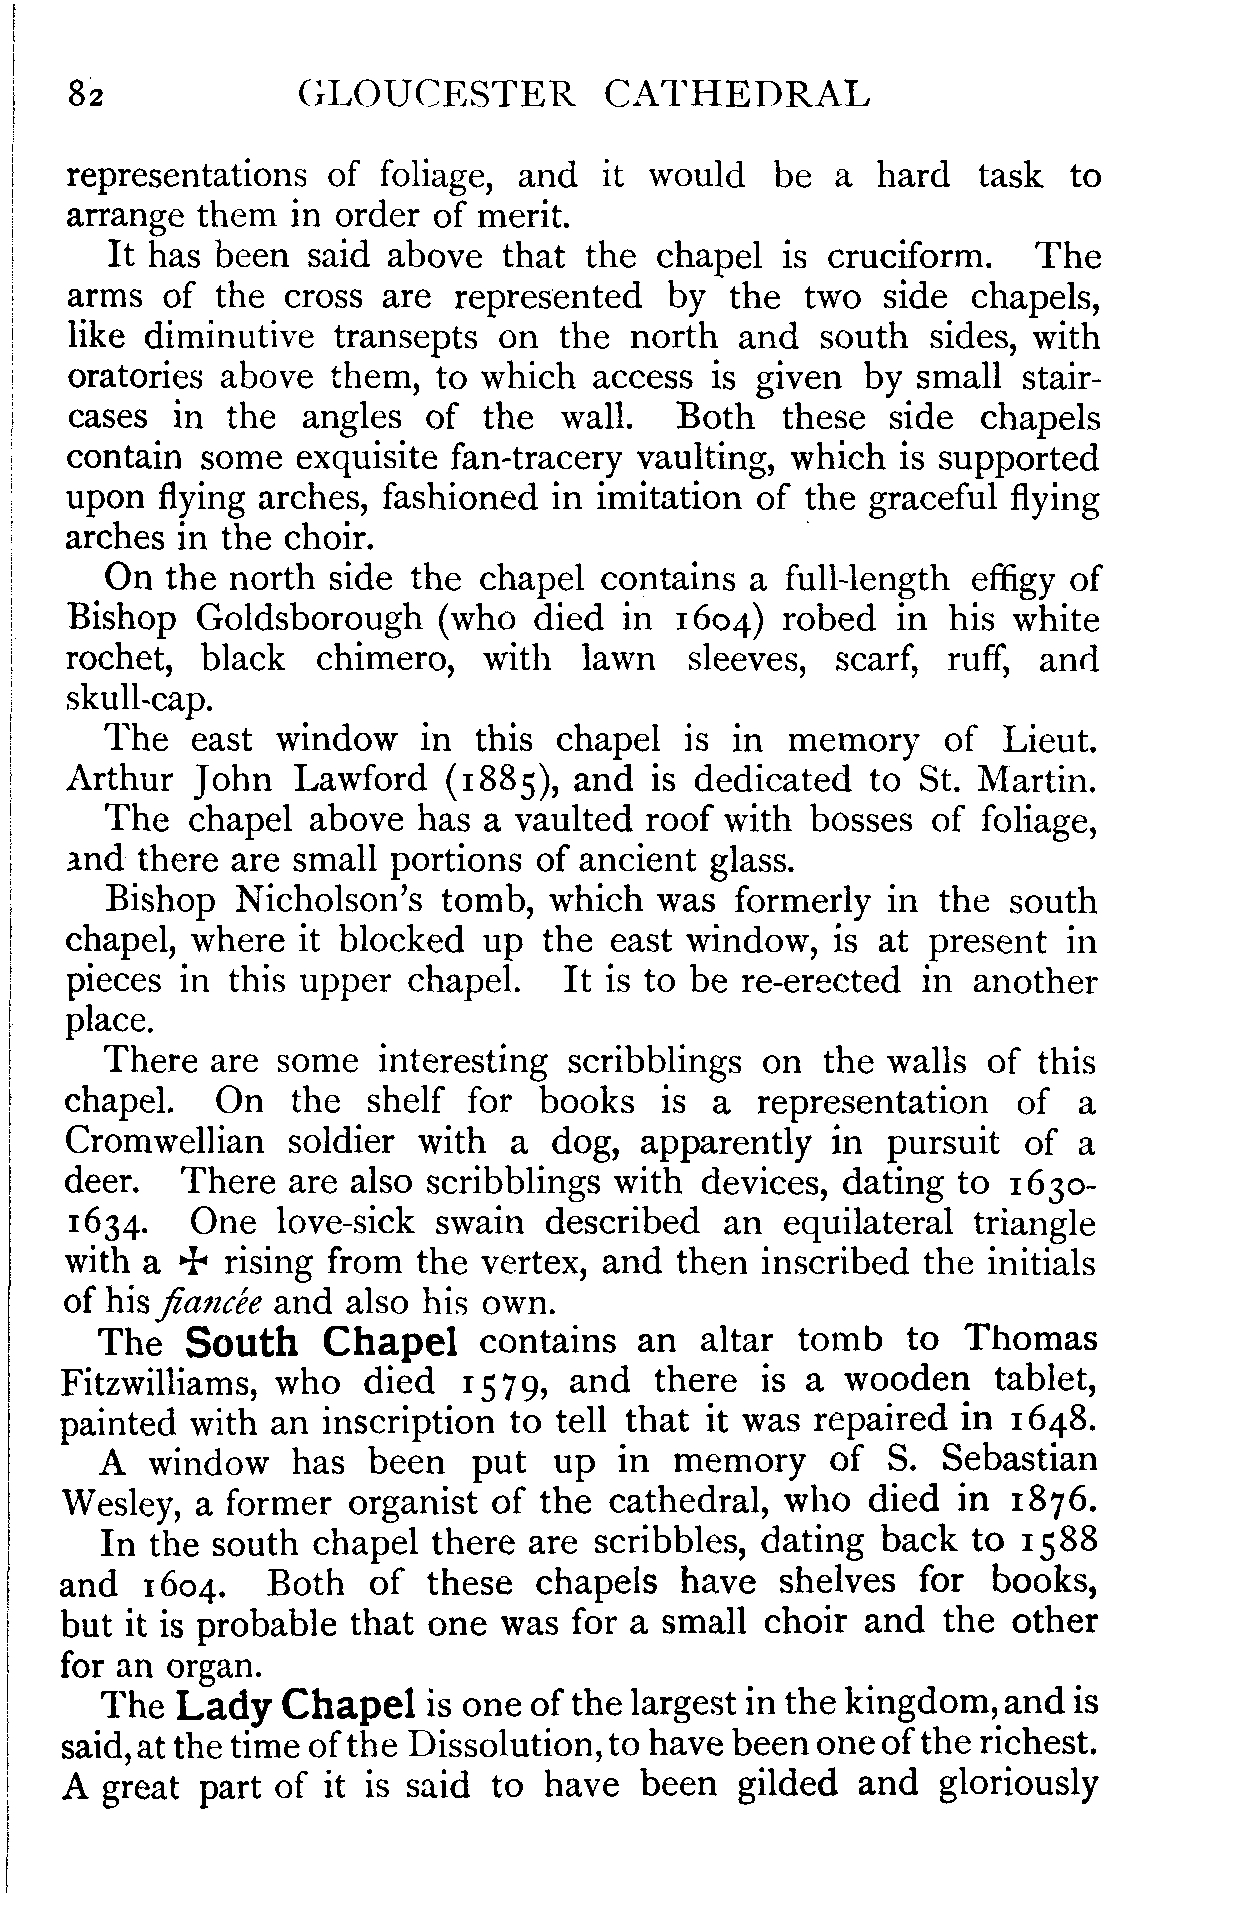 82 GLOUCESTER CATHEDRAL
representations of foliage, and it would be a hard task to
arrange them in order of merit.
It has been said above that the chapel is cruciform. The
arms of the cross are represented by the two side chapels,
like diminutive transepts on the north and south sides, with
oratories above them, to which access is given by small stair-
cases in the angles of the wall. Both these side chapels
contain some exquisite fan-tracery vaulting, which is supported
upon flying arches, fashioned in imitation of the graceful flying
arches in the choir.
On the north side the chapel contains a full-length effigy of
Bishop Goldsborough (who died in 1604) robed in his white
rochet, black chimero, with lawn sleeves, scarf, ruff, and
skull-cap.
The east window in this chapel is in memory of Lieut.
Arthur John Lawford (1885), and is dedicated to St. Martin.
The chapel above has a vaulted roof with bosses of foliage,
and there are small portions of ancient glass.
Bishop Nicholson's tomb, which was formerly in the south
chapel, where it blocked up the east window, is at present in
pieces in this upper chapel. It is to be re-erected in another
place.
There are some interesting scribblings on the walls of this
chapel. On the shelf for books is a representation of a
Cromwellian soldier with a dog, apparently in pursuit of a
deer. There are also scribblings with devices, dating to 1630-
1634. One love-sick swain described an equilateral triangle
with a ✢ rising from the vertex, and then inscribed the initials
of his fiancée and also his own.
The South Chapel contains an altar tomb to Thomas
Fitzwilliams, who died 1579, and there is a wooden tablet,
painted with an inscription to tell that it was repaired in 1648.
A window has been put up in memory of S. Sebastian
Wesley, a former organist of the cathedral, who died in 1876.
In the south chapel there are scribbles, dating back to 1588
and 1604. Both of these chapels have shelves for books,
but it is probable that one was for a small choir and the other
for an organ.
The Lady Chapel is one of the largest in the kingdom, and is
said, at the time of the Dissolution, to have been one of the richest.
A great part of it is said to have been gilded and gloriously